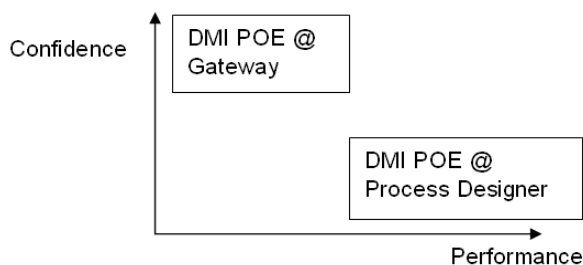 Confidence
DMI POE @
Gateway
DMI POE @
Process Designer
Performance